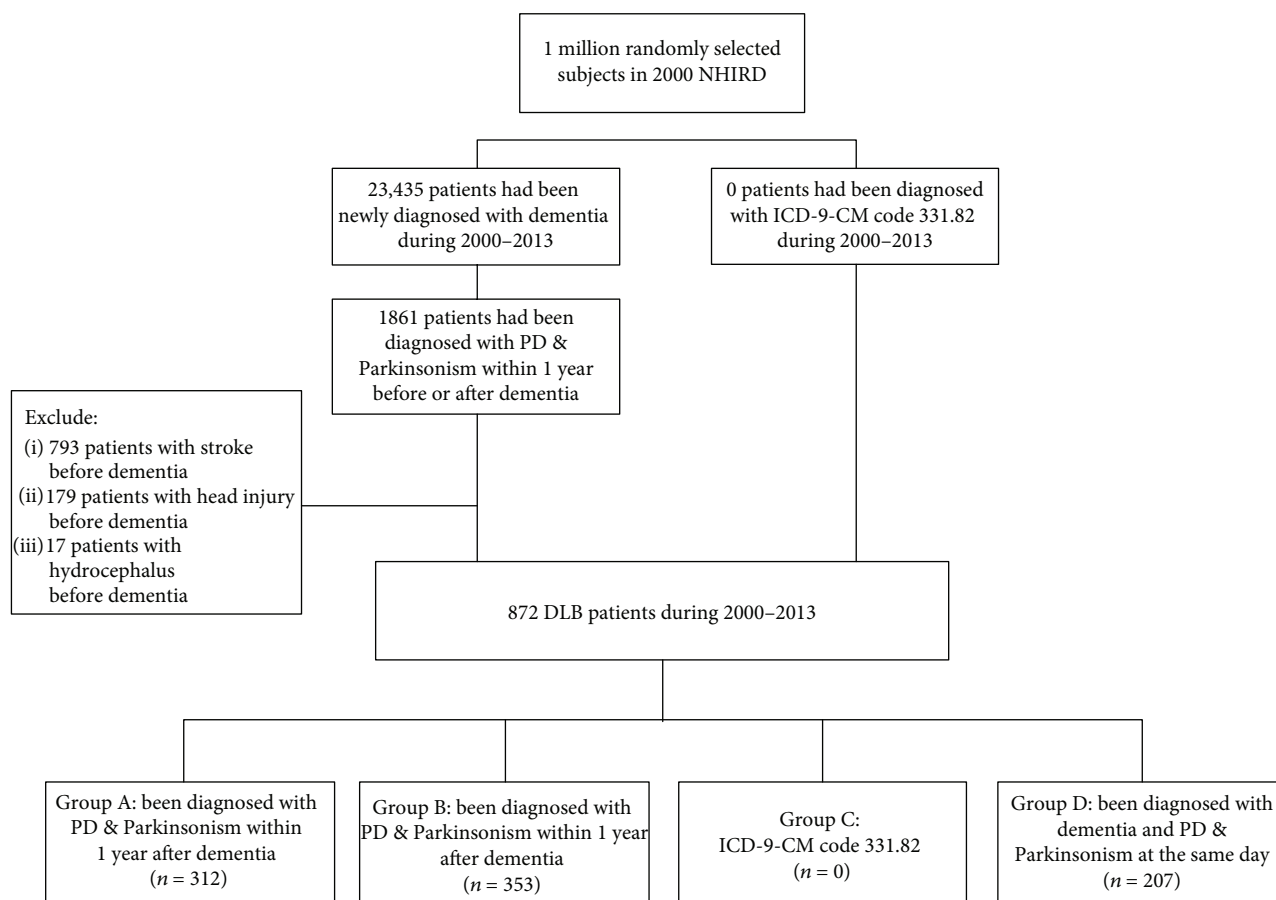 1 million randomly selected
subjects in 2000 NHIRD
23,435 patients had been
newly diagnosed with dementia
during 2000–2013
0 patients had been diagnosed
with ICD-9-CM code 331.82
during 2000–2013
1861 patients had been
diagnosed with PD &
Parkinsonism within 1 year
before or after dementia
Exclude:
(i) 793 patients with stroke
before dementia
(ii) 179 patients with head injury
before dementia
(iii) 17 patients with
hydrocephalus
before dementia
872 DLB patients during 2000–2013
Group A: been diagnosed with
PD & Parkinsonism within
1 year after dementia
(n = 312)
Group B: been diagnosed with
PD & Parkinsonism within 1 year
after dementia
(n = 353)
Group C:
ICD-9-CM code 331.82
(n = 0)
Group D: been diagnosed with
dementia and PD &
Parkinsonism at the same day
(n = 207)